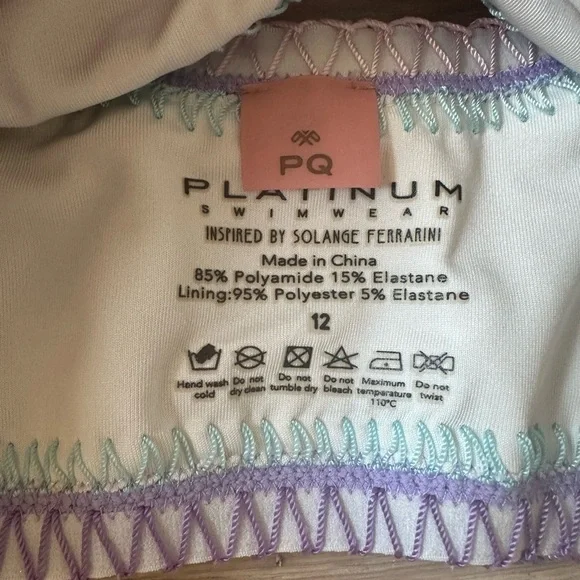 PQ
PLATINUM
SWIMWEAR
INSPIRED BY SOLANGE FERRARINI
Made in China
85% Polyamide 15% Elastane
Lining:95% Polyester 5% Elastane
12
Hand wash cold
Do not dry clean
Do not tumble dry
Do not bleach
Maximum temperature 110°C
Do not twist